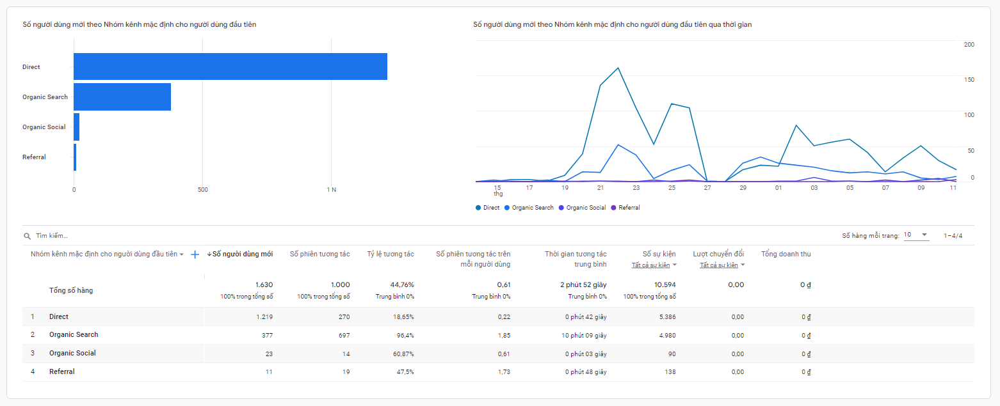 Số người dùng mới theo Nhóm kênh mặc định cho người dùng đầu tiên
Direct
Organic Search
Organic Social
Referral
0 500 1 N
Số người dùng mới theo Nhóm kênh mặc định cho người dùng đầu tiên qua thời gian
200
150
100
50
0
15 17 19 21 23 25 27 29 01 03 05 07 09 11
thg
Direct Organic Search Organic Social Referral
Tìm kiếm... Số hàng mỗi trang: 10 1–4/4
Nhóm kênh mặc định cho người dùng đầu tiên + ↓Số người dùng mới Số phiên tương tác Tỷ lệ tương tác Số phiên tương tác trên Thời gian tương tác Số sự kiện Lượt chuyển đổi Tổng doanh thu
mỗi người dùng trung bình Tất cả sự kiện Tất cả sự kiện
Tổng số hàng 1.630 1.000 44,76% 0,61 2 phút 52 giây 10.594 0,00 0 ₫
100% trong tổng số 100% trong tổng số Trung bình 0% Trung bình 0% Trung bình 0% 100% trong tổng số
1 Direct 1.219 270 18,65% 0,22 0 phút 42 giây 5.386 0,00 0 ₫
2 Organic Search 377 697 96,4% 1,85 10 phút 09 giây 4.980 0,00 0 ₫
3 Organic Social 23 14 60,87% 0,61 0 phút 03 giây 90 0,00 0 ₫
4 Referral 11 19 47,5% 1,73 0 phút 48 giây 138 0,00 0 ₫